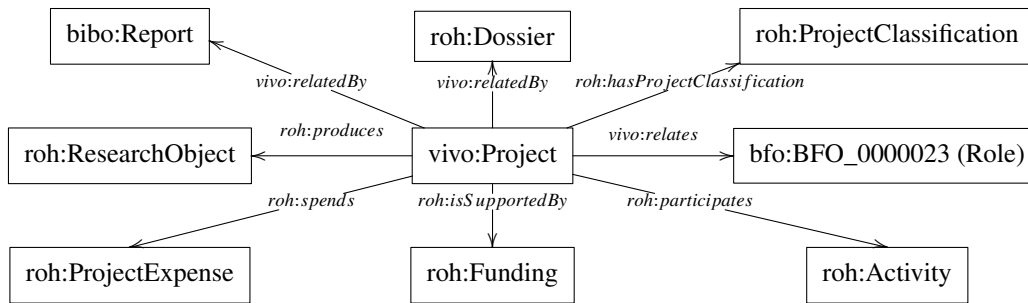 bibo:Report
roh:Dossier
roh:ProjectClassification
vivo:relatedBy
vivo:relatedBy
roh:hasProjectClassification
roh:produces
vivo:relates
roh:ResearchObject
vivo:Project
bfo:BFO_0000023 (Role)
roh:spends
roh:isSupportedBy
roh:participates
roh:ProjectExpense
roh:Funding
roh:Activity